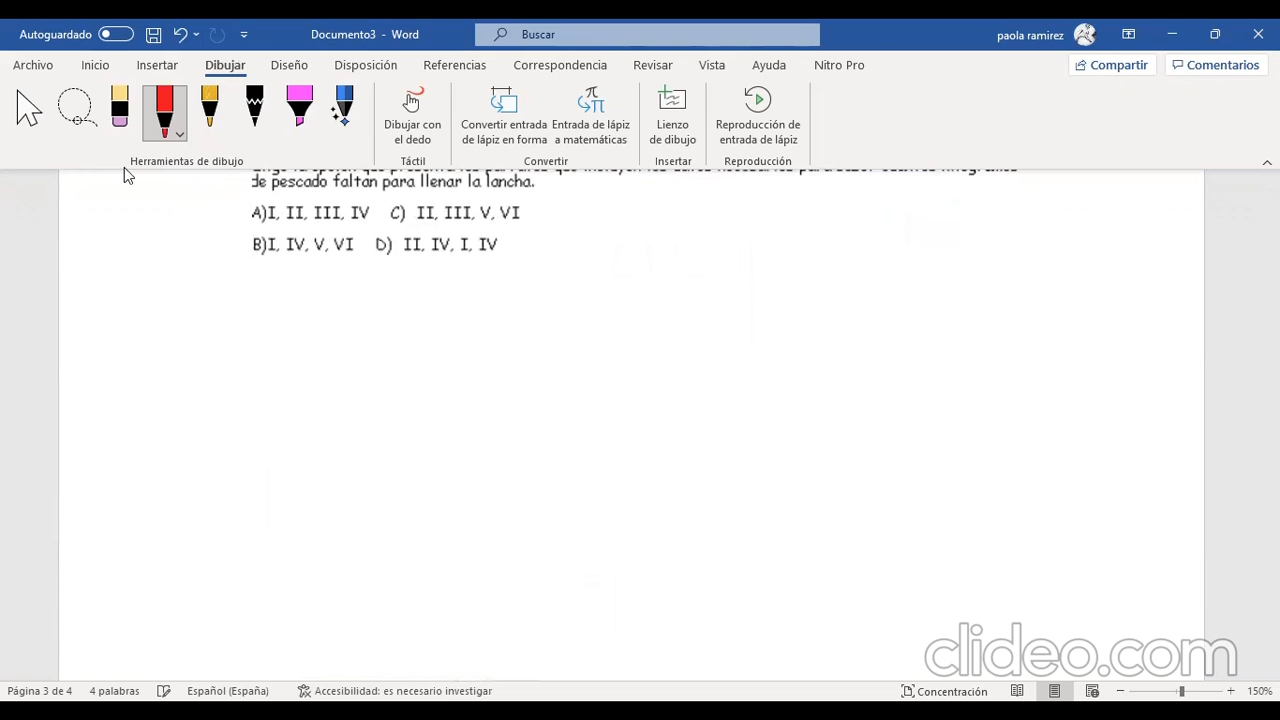 Autoguardado Documento3 - Word Buscar paola ramirez
Archivo Inicio Insertar Dibujar Diseño Disposición Referencias Correspondencia Revisar Vista Ayuda Nitro Pro Compartir Comentarios
Dibujar con el dedo
Convertir entrada de lápiz en forma
Entrada de lápiz a matemáticas
Lienzo de dibujo
Reproducción de entrada de lápiz
Herramientas de dibujo Táctil Convertir Insertar Reproducción
de pescado faltan para llenar la lancha.
A)I, II, III, IV C) II, III, V, VI
B)I, IV, V, VI D) II, IV, I, IV
clideo.com
Página 3 de 4 4 palabras Español (España) Accesibilidad: es necesario investigar Concentración 150%